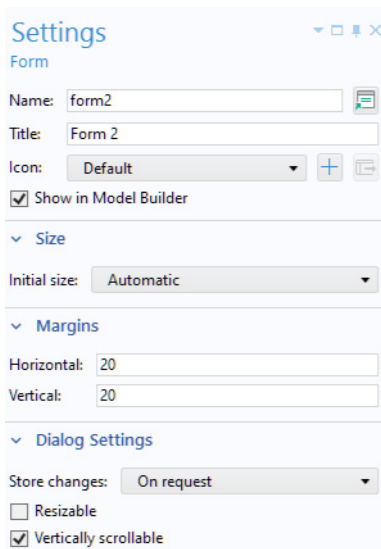 Settings
Form
Name: form2
Title: Form 2
Icon: Default
Show in Model Builder
Size
Initial size: Automatic
Margins
Horizontal: 20
Vertical: 20
Dialog Settings
Store changes: On request
Resizable
Vertically scrollable